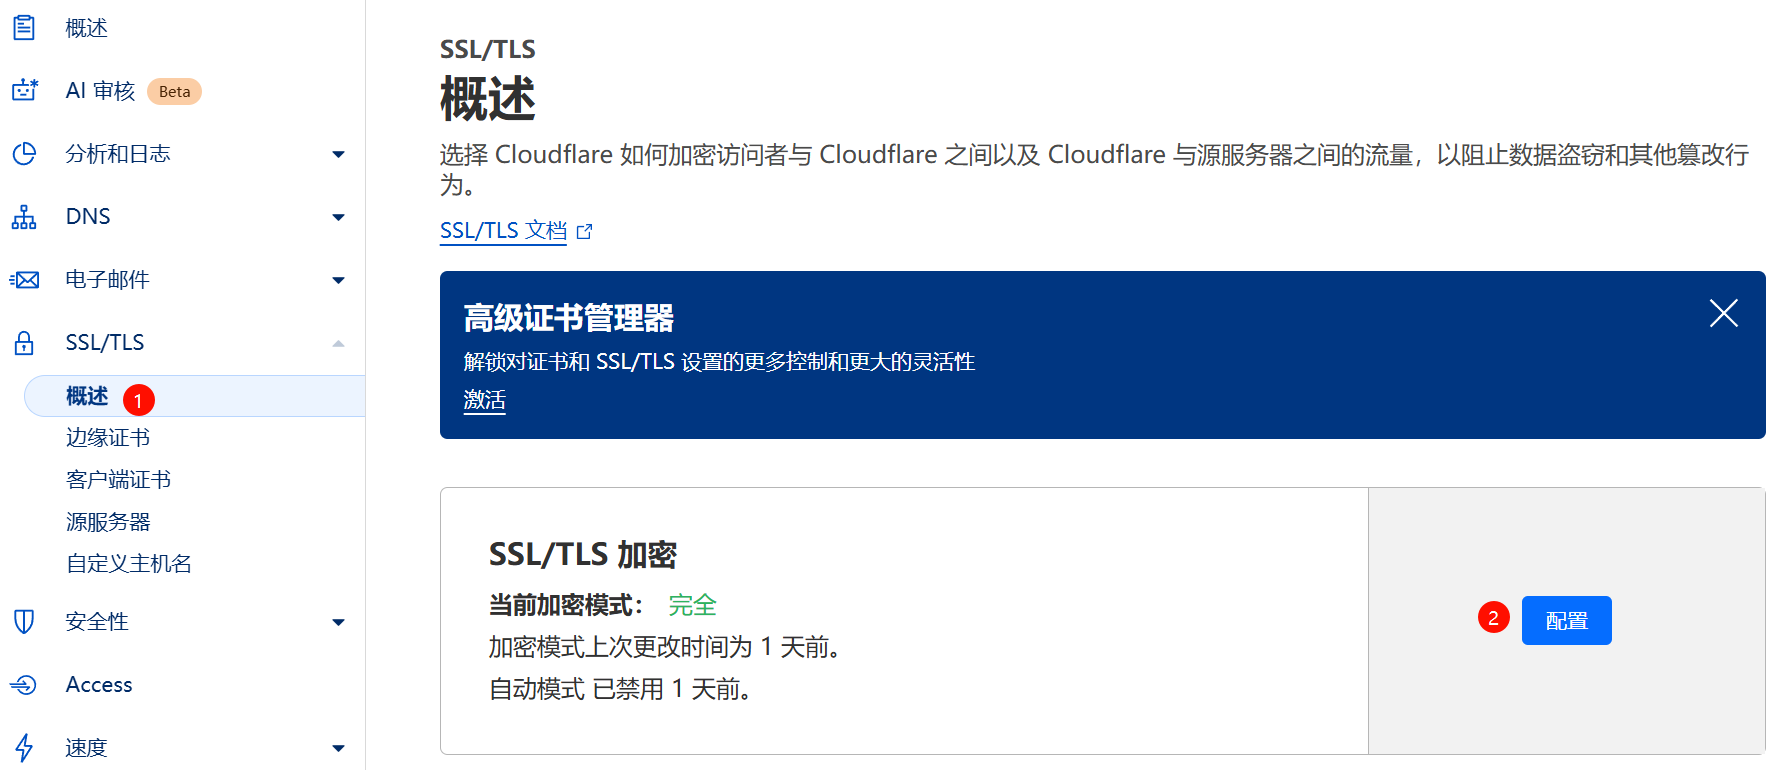 概述
AI 审核 Beta
分析和日志
DNS
电子邮件
SSL/TLS
概述 1
边缘证书
客户端证书
源服务器
自定义主机名
安全性
Access
速度
SSL/TLS
概述
选择 Cloudflare 如何加密访问者与 Cloudflare 之间以及 Cloudflare 与源服务器之间的流量，以阻止数据盗窃和其他篡改行
为。
SSL/TLS 文档
高级证书管理器
解锁对证书和 SSL/TLS 设置的更多控制和更大的灵活性
激活
SSL/TLS 加密
当前加密模式： 完全
加密模式上次更改时间为 1 天前。
自动模式 已禁用 1 天前。
2 配置